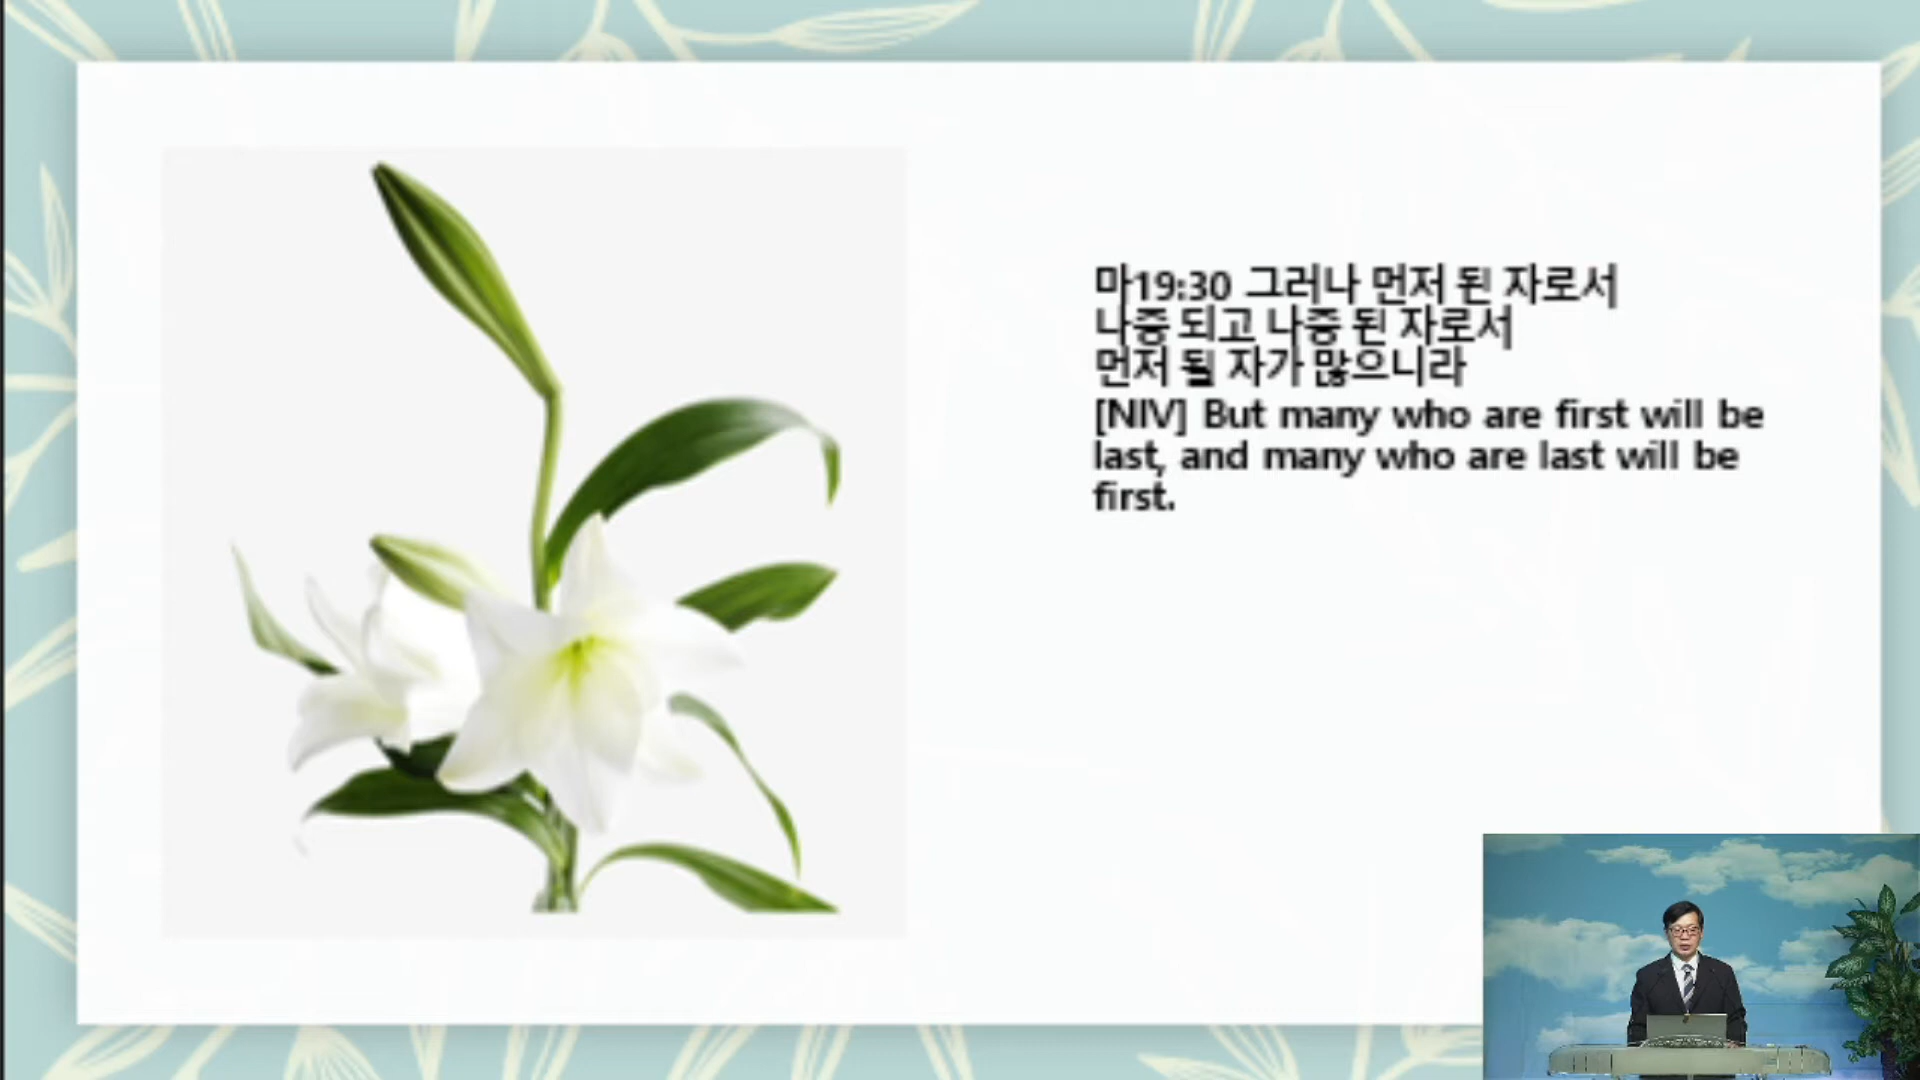 마19:30 그러나 먼저 된 자로서
나중 되고 나중 된 자로서
먼저 될 자가 많으니라
[NIV] But many who are first will be
last, and many who are last will be
first.